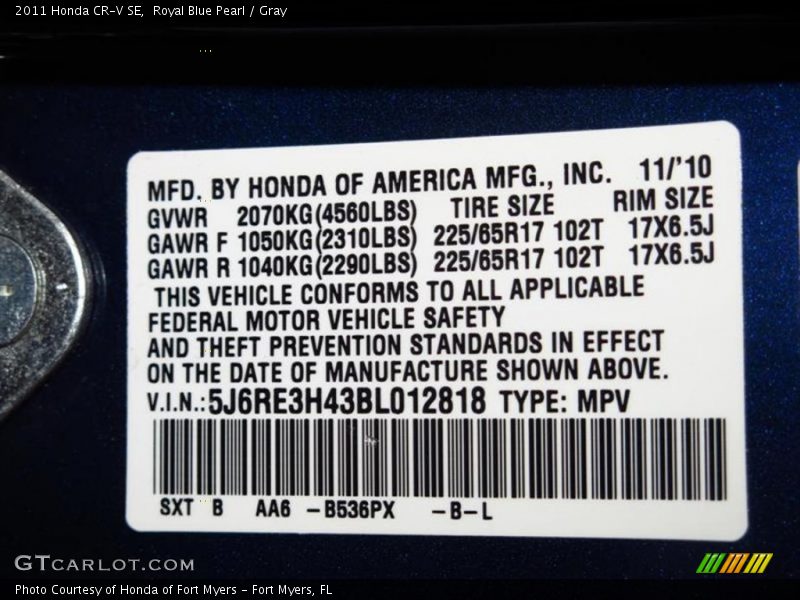 2011 Honda CR-V SE, Royal Blue Pearl / Gray
MFD. BY HONDA OF AMERICA MFG., INC. 11/'10
GVWR 2070KG(4560LBS) TIRE SIZE RIM SIZE
GAWR F 1050KG(2310LBS) 225/65R17 102T 17X6.5J
GAWR R 1040KG(2290LBS) 225/65R17 102T 17X6.5J
THIS VEHICLE CONFORMS TO ALL APPLICABLE
FEDERAL MOTOR VEHICLE SAFETY
AND THEFT PREVENTION STANDARDS IN EFFECT
ON THE DATE OF MANUFACTURE SHOWN ABOVE.
V.I.N.:5J6RE3H43BL012818 TYPE: MPV
SXT B AA6 -B536PX -B-L
GTCARLOT.COM
Photo Courtesy of Honda of Fort Myers - Fort Myers, FL